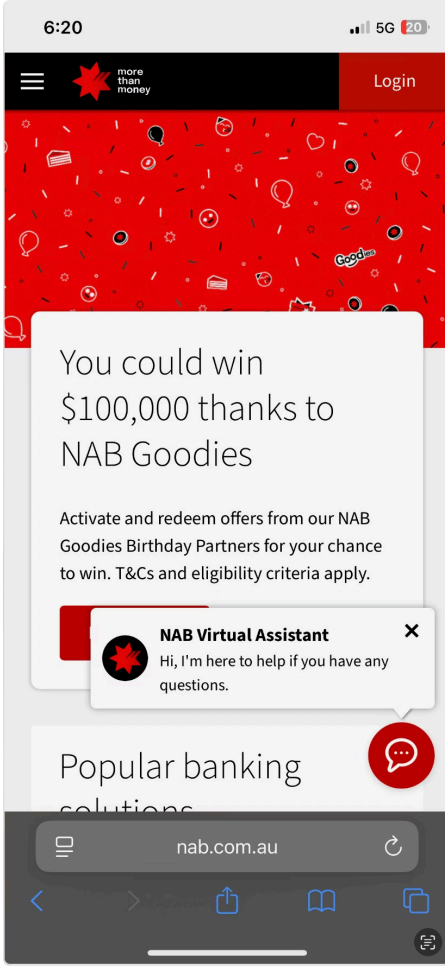 6:20
5G 20
more
than
money
Login
Goodies
You could win
$100,000 thanks to
NAB Goodies
Activate and redeem offers from our NAB
Goodies Birthday Partners for your chance
to win. T&Cs and eligibility criteria apply.
NAB Virtual Assistant
Hi, I'm here to help if you have any
questions.
Popular banking
solutions
nab.com.au